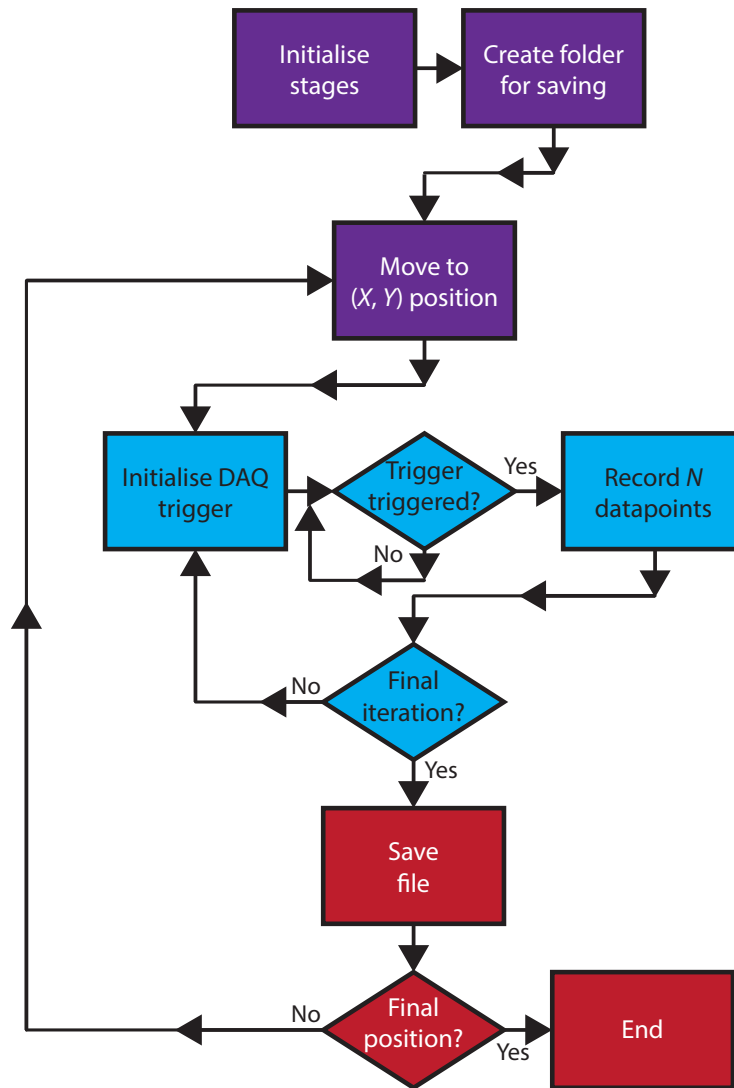 Initialise
stages
Create folder
for saving
Move to
(X, Y) position
Initialise DAQ
trigger
Trigger
triggered?
Yes
No
Record N
datapoints
Final
iteration?
No
Yes
Save
file
Final
position?
No
Yes
End